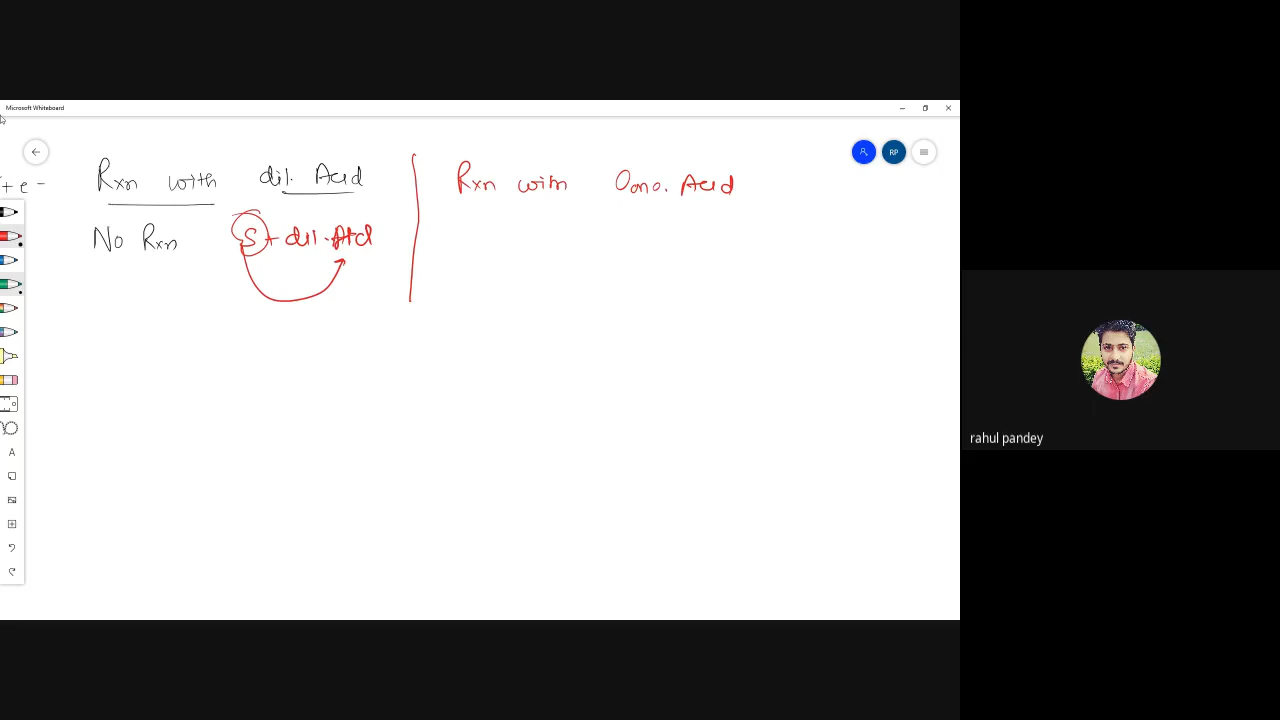 Microsoft Whiteboard
RP
Rxn with dil. Acid
Rxn with Conc. Acid
+ e -
No Rxn S + dil. Acid
A
rahul pandey